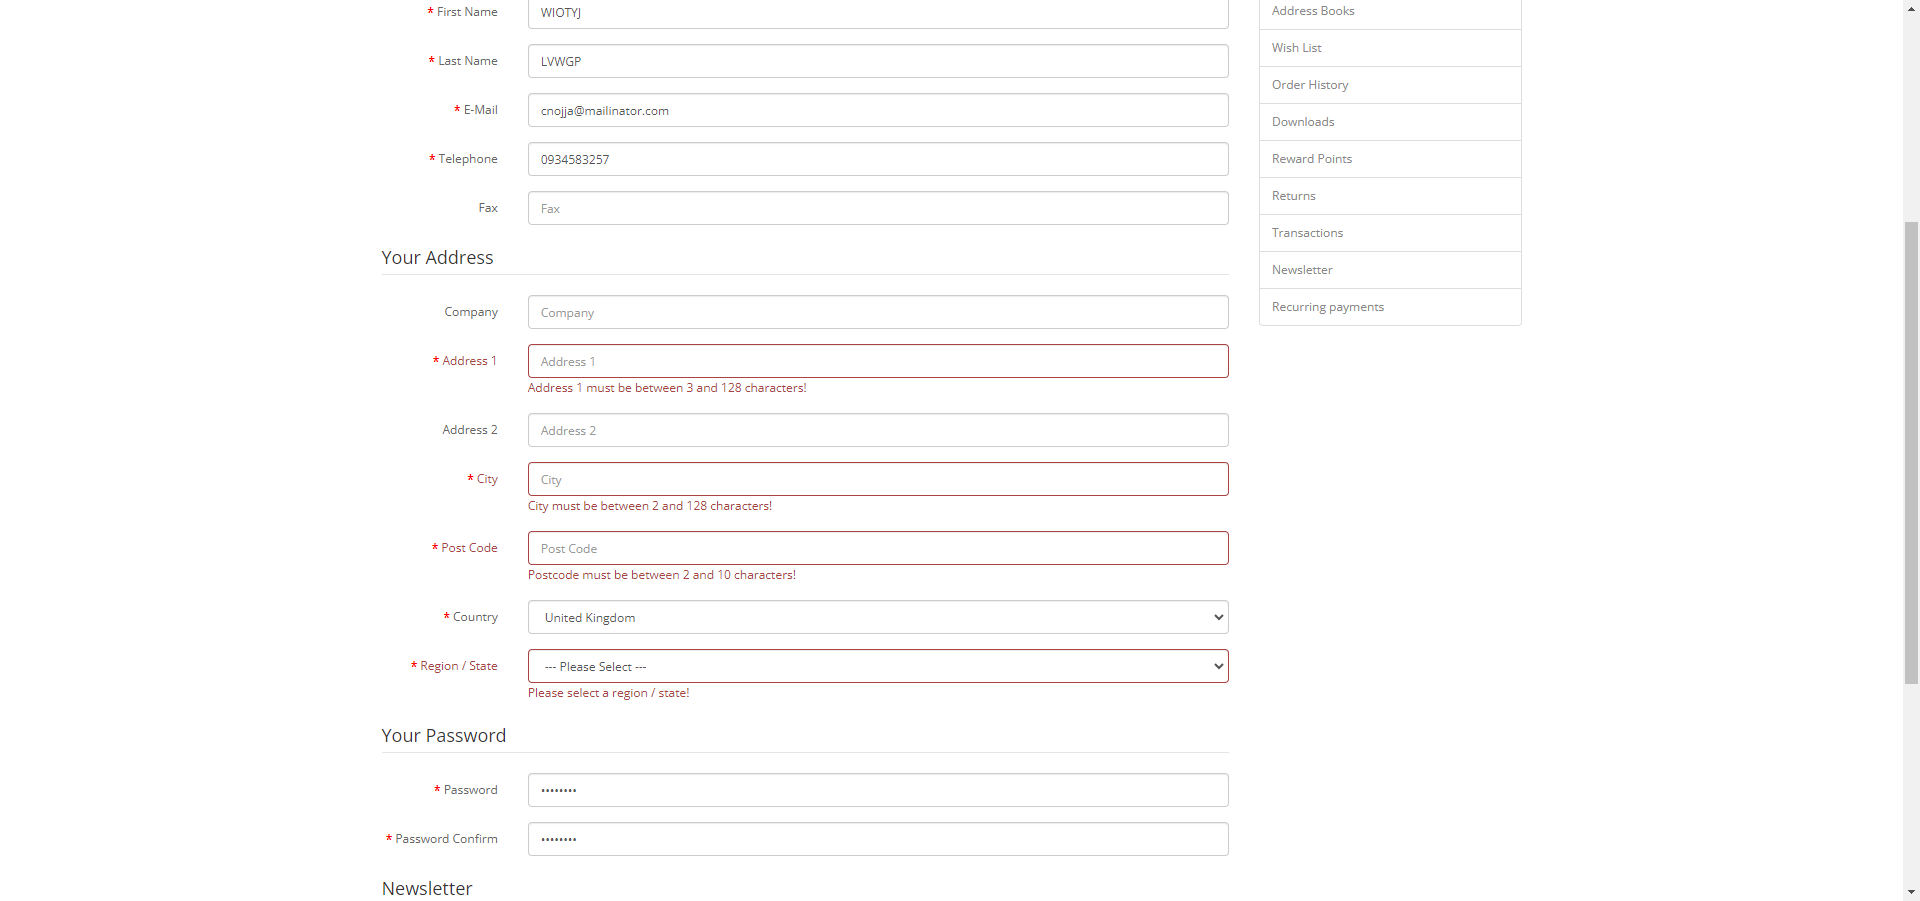 * First Name
WIOTYJ
* Last Name
LVWGP
* E-Mail
cnojja@mailinator.com
* Telephone
0934583257
Fax
Fax
Your Address
Company
Company
* Address 1
Address 1
Address 1 must be between 3 and 128 characters!
Address 2
Address 2
* City
City
City must be between 2 and 128 characters!
* Post Code
Post Code
Postcode must be between 2 and 10 characters!
* Country
United Kingdom
* Region / State
--- Please Select ---
Please select a region / state!
Your Password
* Password
••••••••
* Password Confirm
••••••••
Newsletter
Address Books
Wish List
Order History
Downloads
Reward Points
Returns
Transactions
Newsletter
Recurring payments